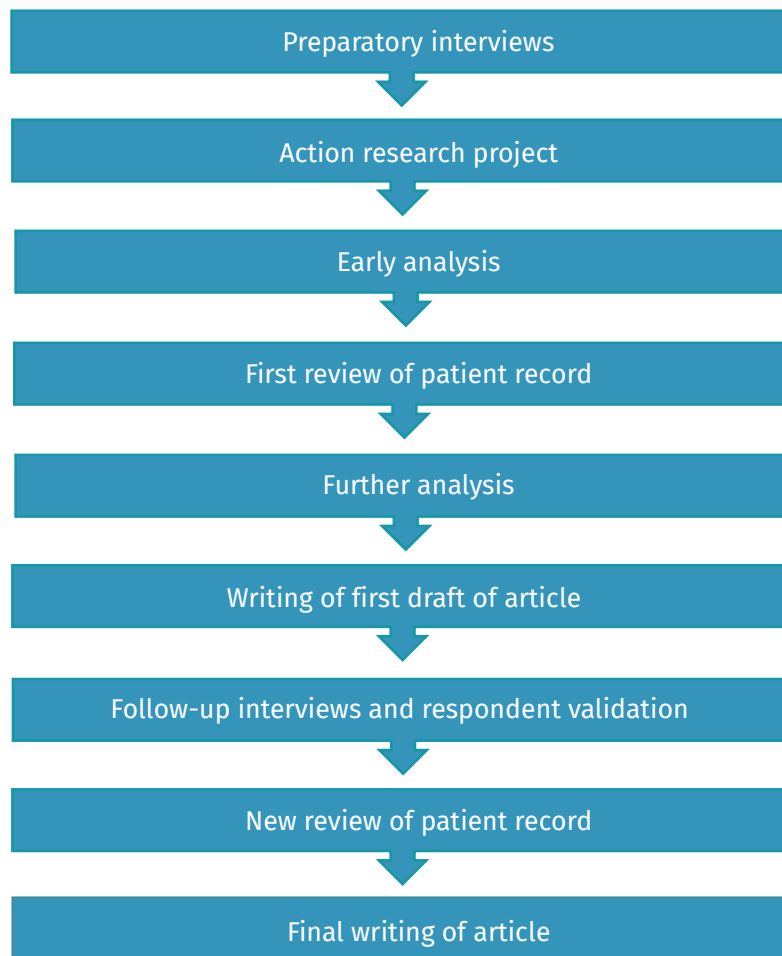 Preparatory interviews
Action research project
Early analysis
First review of patient record
Further analysis
Writing of first draft of article
Follow-up interviews and respondent validation
New review of patient record
Final writing of article